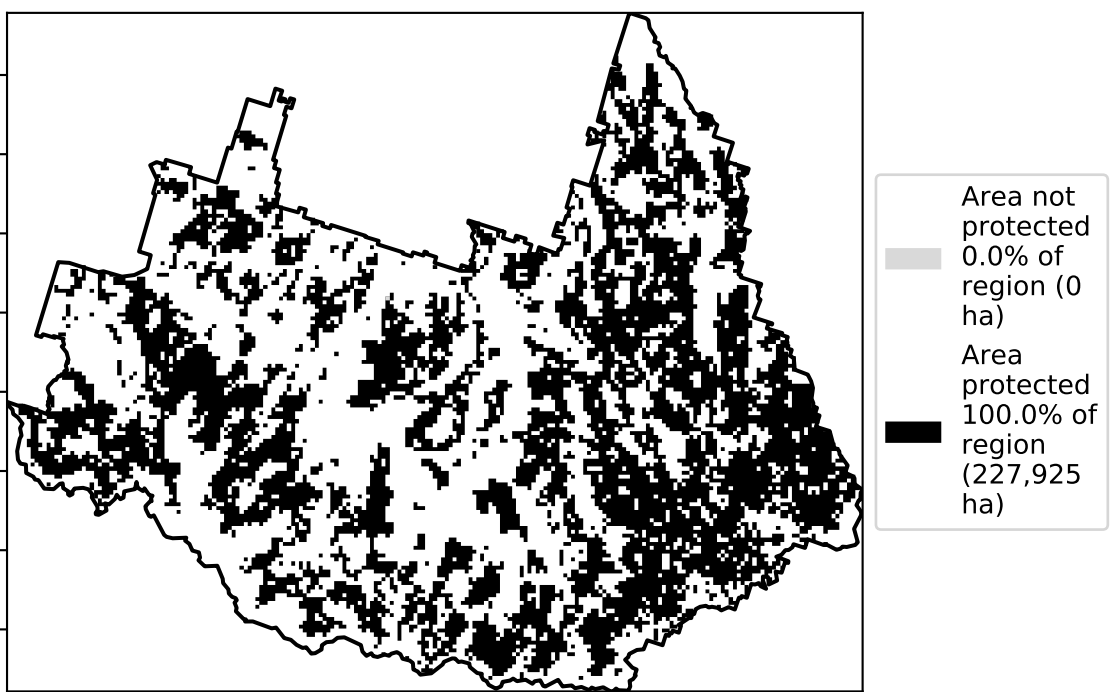 Area not
protected
0.0% of
region (0
ha)
Area
protected
100.0% of
region
(227,925
ha)